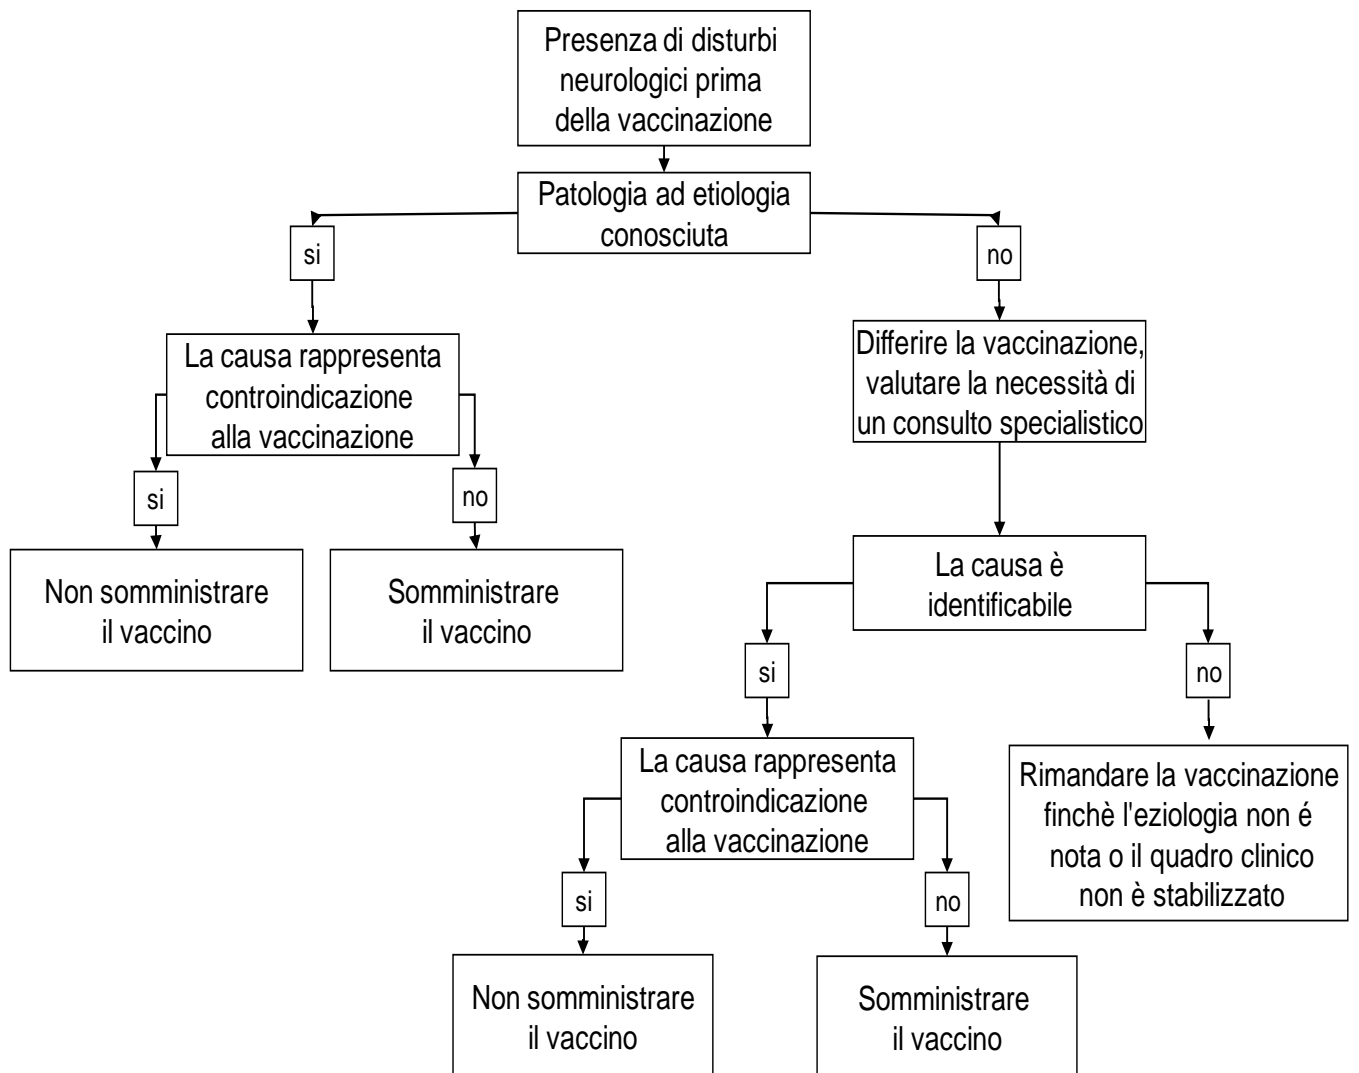 Presenza di disturbi
neurologici prima
della vaccinazione
Patologia ad etiologia
conosciuta
si
no
La causa rappresenta
controindicazione
alla vaccinazione
Differire la vaccinazione,
valutare la necessità di
un consulto specialistico
si
no
Non somministrare
il vaccino
Somministrare
il vaccino
La causa è
identificabile
si
no
La causa rappresenta
controindicazione
alla vaccinazione
Rimandare la vaccinazione
finchè l'eziologia non é
nota o il quadro clinico
non è stabilizzato
si
no
Non somministrare
il vaccino
Somministrare
il vaccino